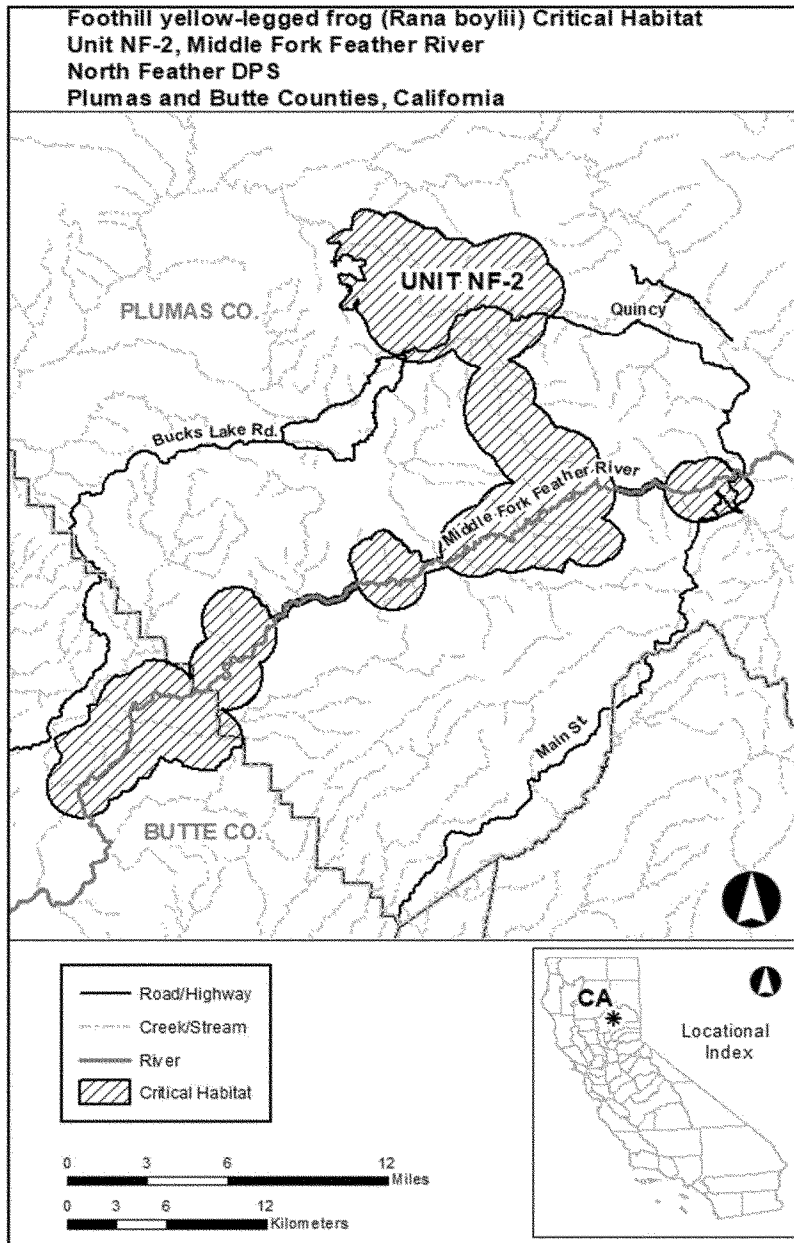 Foothill yellow-legged frog (Rana boylii) Critical Habitat
Unit NF-2, Middle Fork Feather River
North Feather DPS
Plumas and Butte Counties, California
UNIT NF-2
PLUMAS CO.
Quincy
Bucks Lake Rd.
Middle Fork Feather River
Main St
BUTTE CO.
Road/Highway
Creek/Stream
River
Critical Habitat
0 3 6 12
Miles
0 3 6 12
Kilometers
CA
Locational
Index